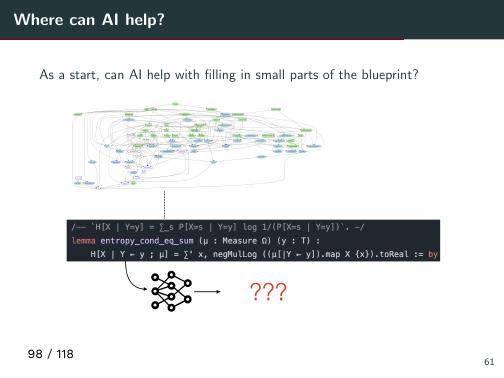 Where can AI help?
As a start, can AI help with filling in small parts of the blueprint?
/-- `H[X | Y=y] = ∑_s P[X=s | Y=y] log 1/(P[X=s | Y=y])`. -/
lemma entropy_cond_eq_sum (μ : Measure Ω) (y : T) :
H[X | Y ← y ; μ] = ∑' x, negMulLog ((μ[|Y ← y]).map X {x}).toReal := by
???
98 / 118
61